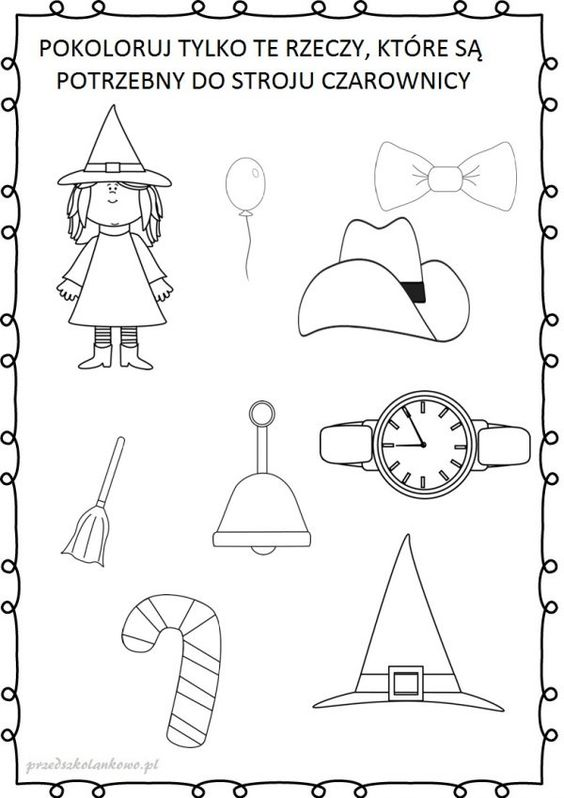 POKOLORUJ TYLKO TE RZECZY, KTÓRE SĄ
POTRZEBNY DO STROJU CZAROWNICY
przedszkolankowo.pl